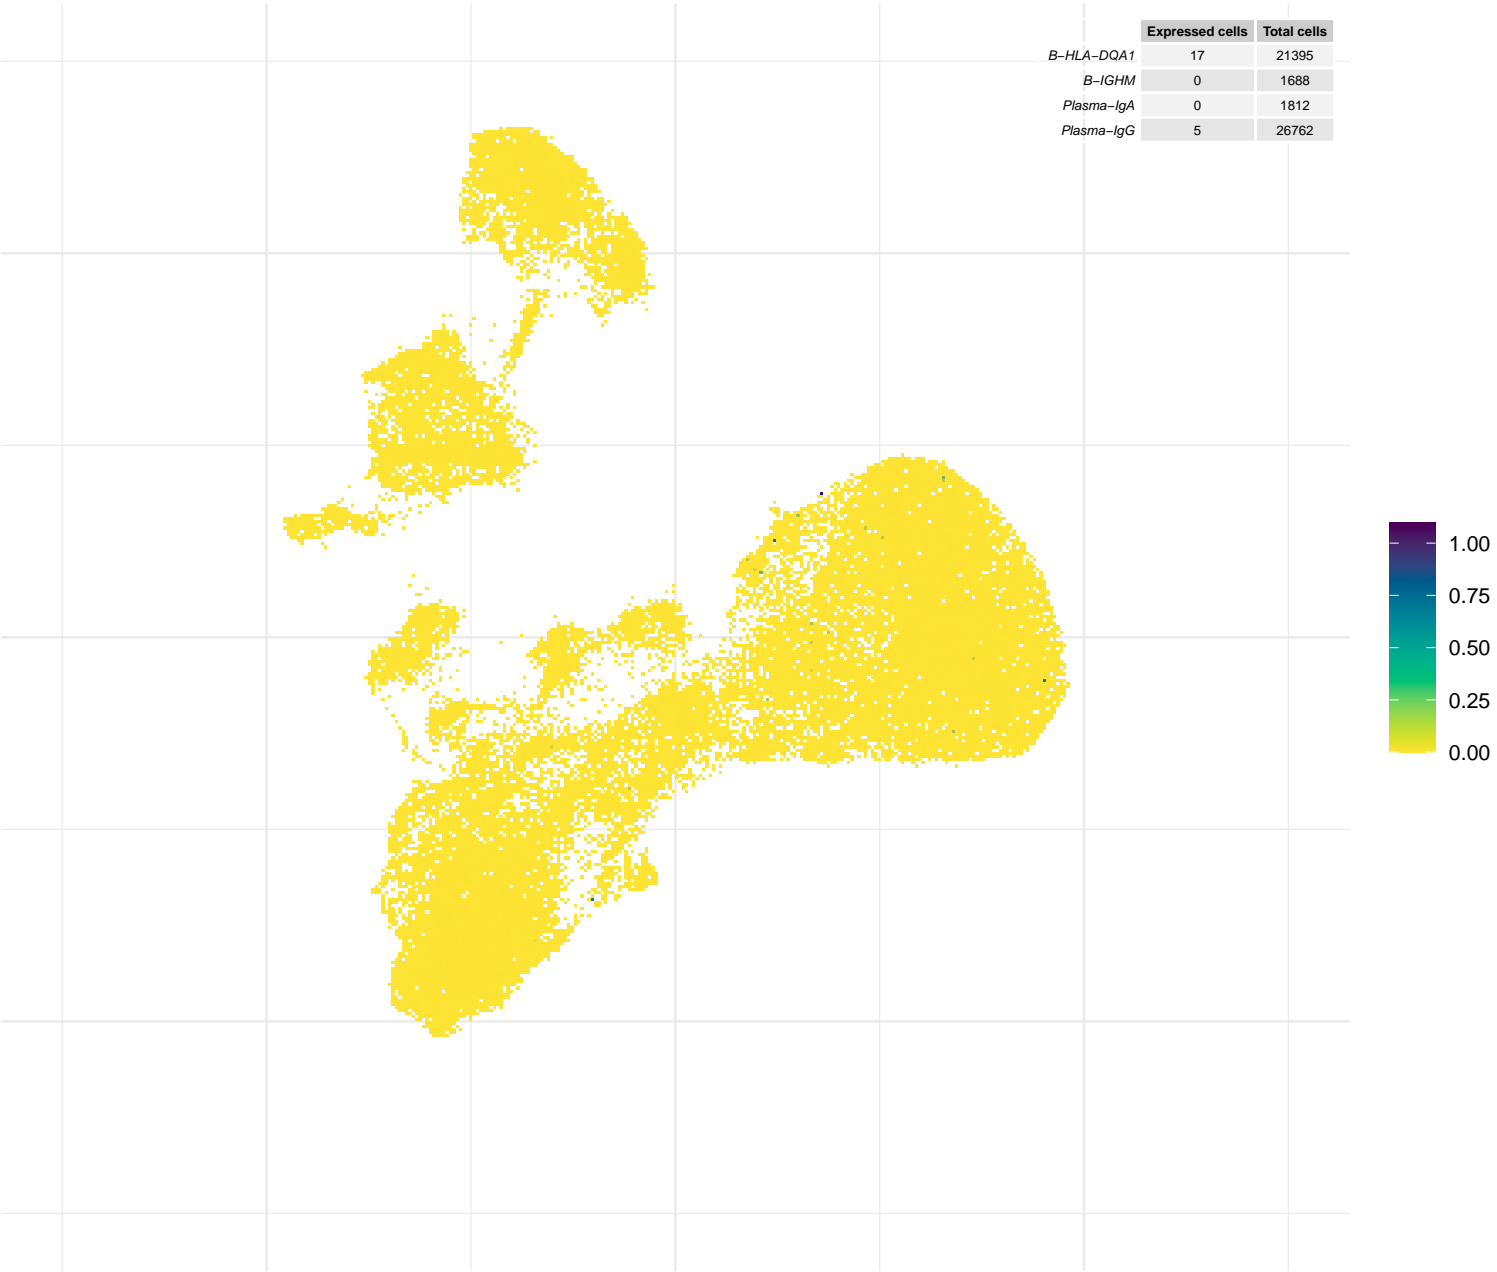 Expressed cells Total cells
B−HLA−DQA1 17 21395
B−IGHM 0 1688
Plasma−IgA 0 1812
Plasma−IgG 5 26762
1.00
0.75
0.50
0.25
0.00